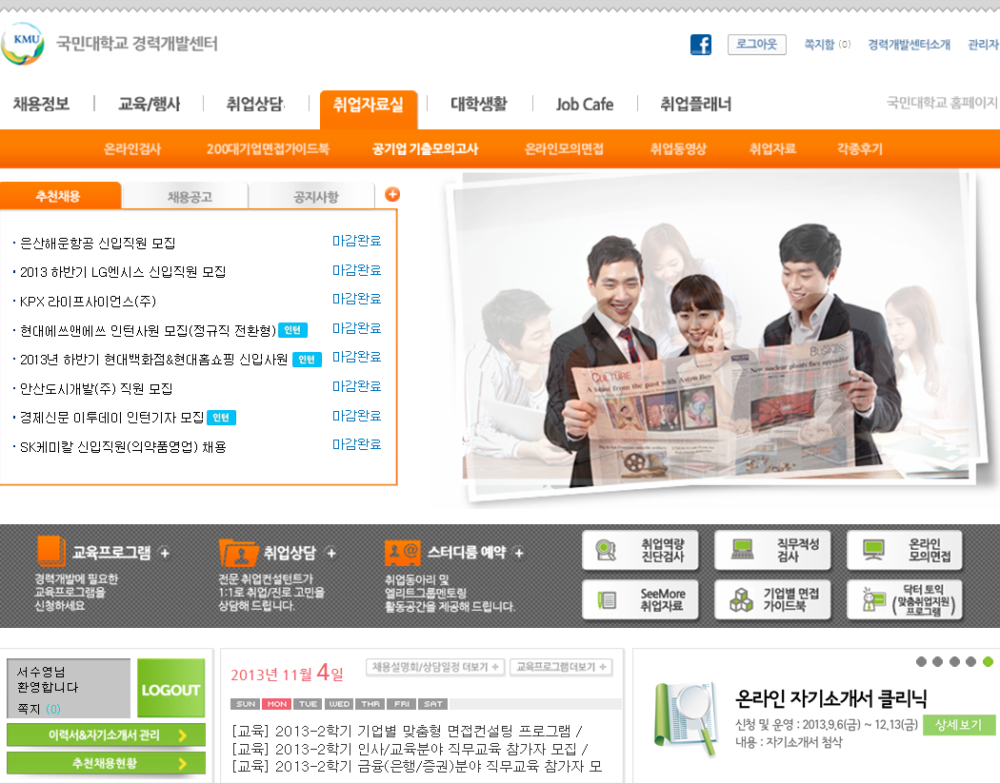 KMU 국민대학교 경력개발센터
로그아웃 쪽지함 (0) 경력개발센터소개 관리자
채용정보 교육/행사 취업상담 취업자료실 대학생활 Job Cafe 취업플래너 국민대학교 홈페이지
온라인검사 200대기업면접가이드북 공기업 기출모의고사 온라인모의면접 취업동영상 취업자료 각종후기
추천채용 채용공고 공지사항
· 은산해운항공 신입직원 모집 마감완료
· 2013 하반기 LG엔시스 신입직원 모집 마감완료
· KPX 라이프사이언스(주) 마감완료
· 현대에쓰앤에쓰 인턴사원 모집(정규직 전환형) 인턴 마감완료
· 2013년 하반기 현대백화점&현대홈쇼핑 신입사원 인턴 마감완료
· 안산도시개발(주) 직원 모집 마감완료
· 경제신문 이투데이 인턴기자 모집 인턴 마감완료
· SK케미칼 신입직원(의약품영업) 채용 마감완료
CULTURE
A blast from the past with Astro Boy
BUSINESS
New nuclear plants face opposition
교육프로그램 +
경력개발에 필요한
교육프로그램을
신청하세요
취업상담 +
전문 취업컨설턴트가
1:1로 취업/진로 고민을
상담해 드립니다.
스터디룸 예약 +
취업동아리 및
엘리트그룹멘토링
활동공간을 제공해 드립니다.
취업역량
진단검사
직무적성
검사
온라인
모의면접
SeeMore
취업자료
기업별 면접
가이드북
닥터 토익
(맞춤취업지원)
프로그램
서수영님
환영합니다
쪽지 (0)
LOGOUT
이력서&자기소개서 관리
추천채용현황
2013년 11월 4일 채용설명회/상담일정 더보기 + 교육프로그램더보기 +
SUN MON TUE WED THR FRI SAT
[교육] 2013-2학기 기업별 맞춤형 면접컨설팅 프로그램 /
[교육] 2013-2학기 인사/교육분야 직무교육 참가자 모집 /
[교육] 2013-2학기 금융(은행/증권)분야 직무교육 참가자 모
온라인 자기소개서 클리닉
신청 및 운영 : 2013,9,6(금) ~ 12,13(금) 상세보기
내용 : 자기소개서 첨삭